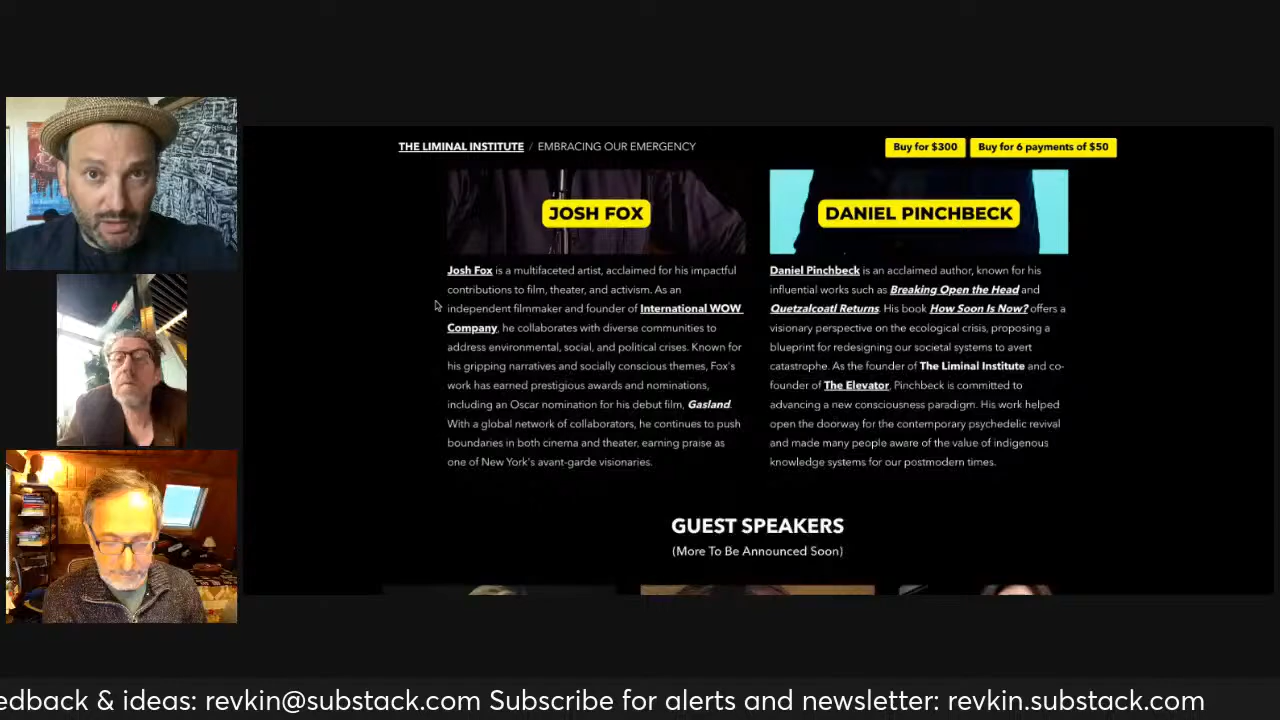 THE LIMINAL INSTITUTE / EMBRACING OUR EMERGENCY
Buy for $300
Buy for 6 payments of $50
JOSH FOX
Josh Fox is a multifaceted artist, acclaimed for his impactful
contributions to film, theater, and activism. As an
independent filmmaker and founder of International WOW
Company, he collaborates with diverse communities to
address environmental, social, and political crises. Known for
his gripping narratives and socially conscious themes, Fox's
work has earned prestigious awards and nominations,
including an Oscar nomination for his debut film, Gasland.
With a global network of collaborators, he continues to push
boundaries in both cinema and theater, earning praise as
one of New York's avant-garde visionaries.
DANIEL PINCHBECK
Daniel Pinchbeck is an acclaimed author, known for his
influential works such as Breaking Open the Head and
Quetzalcoatl Returns. His book How Soon Is Now? offers a
visionary perspective on the ecological crisis, proposing a
blueprint for redesigning our societal systems to avert
catastrophe. As the founder of The Liminal Institute and co-
founder of The Elevator, Pinchbeck is committed to
advancing a new consciousness paradigm. His work helped
open the doorway for the contemporary psychedelic revival
and made many people aware of the value of indigenous
knowledge systems for our postmodern times.
GUEST SPEAKERS
(More To Be Announced Soon)
edback & ideas: revkin@substack.com Subscribe for alerts and newsletter: revkin.substack.com